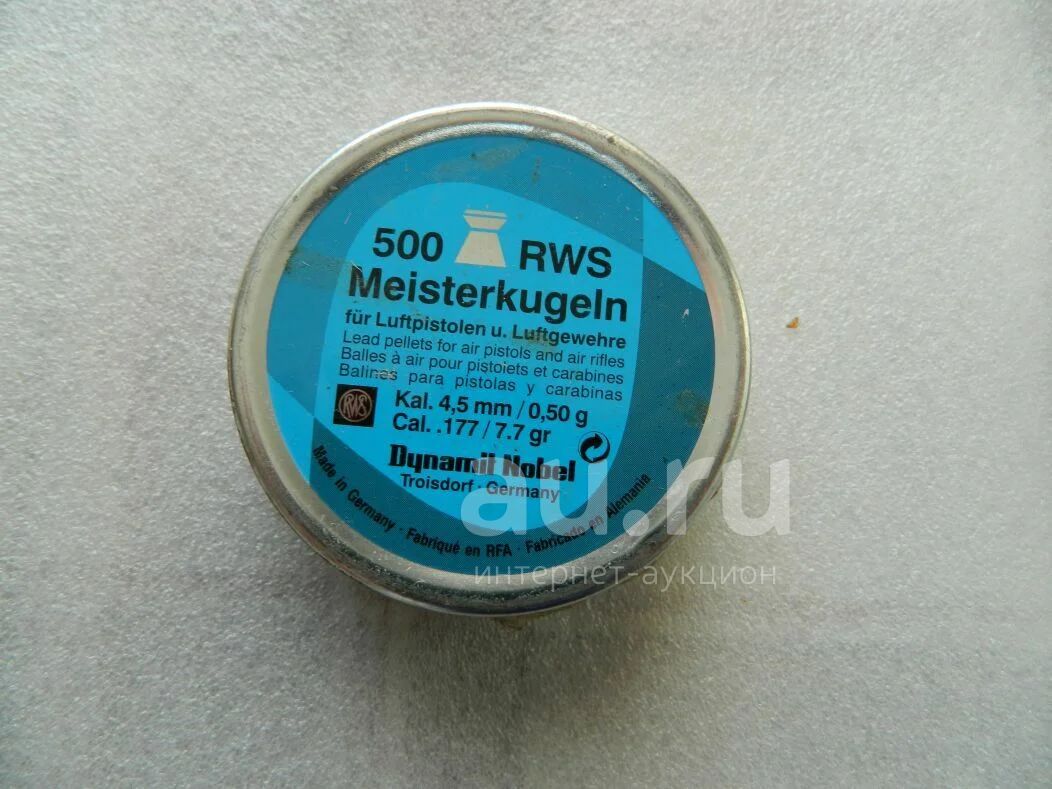 500 RWS
Meisterkugeln
für Luftpistolen u. Luftgewehre
Lead pellets for air pistols and air rifles
Balles à air pour pistolets et carabines
Balines para pistolas y carabinas
RWS
Kal. 4,5 mm / 0,50 g
Cal. .177 / 7.7 gr
Dynamit Nobel
Troisdorf · Germany
Made in Germany · Fabriqué en RFA · Fabricado en Alemania
au.ru
интернет-аукцион